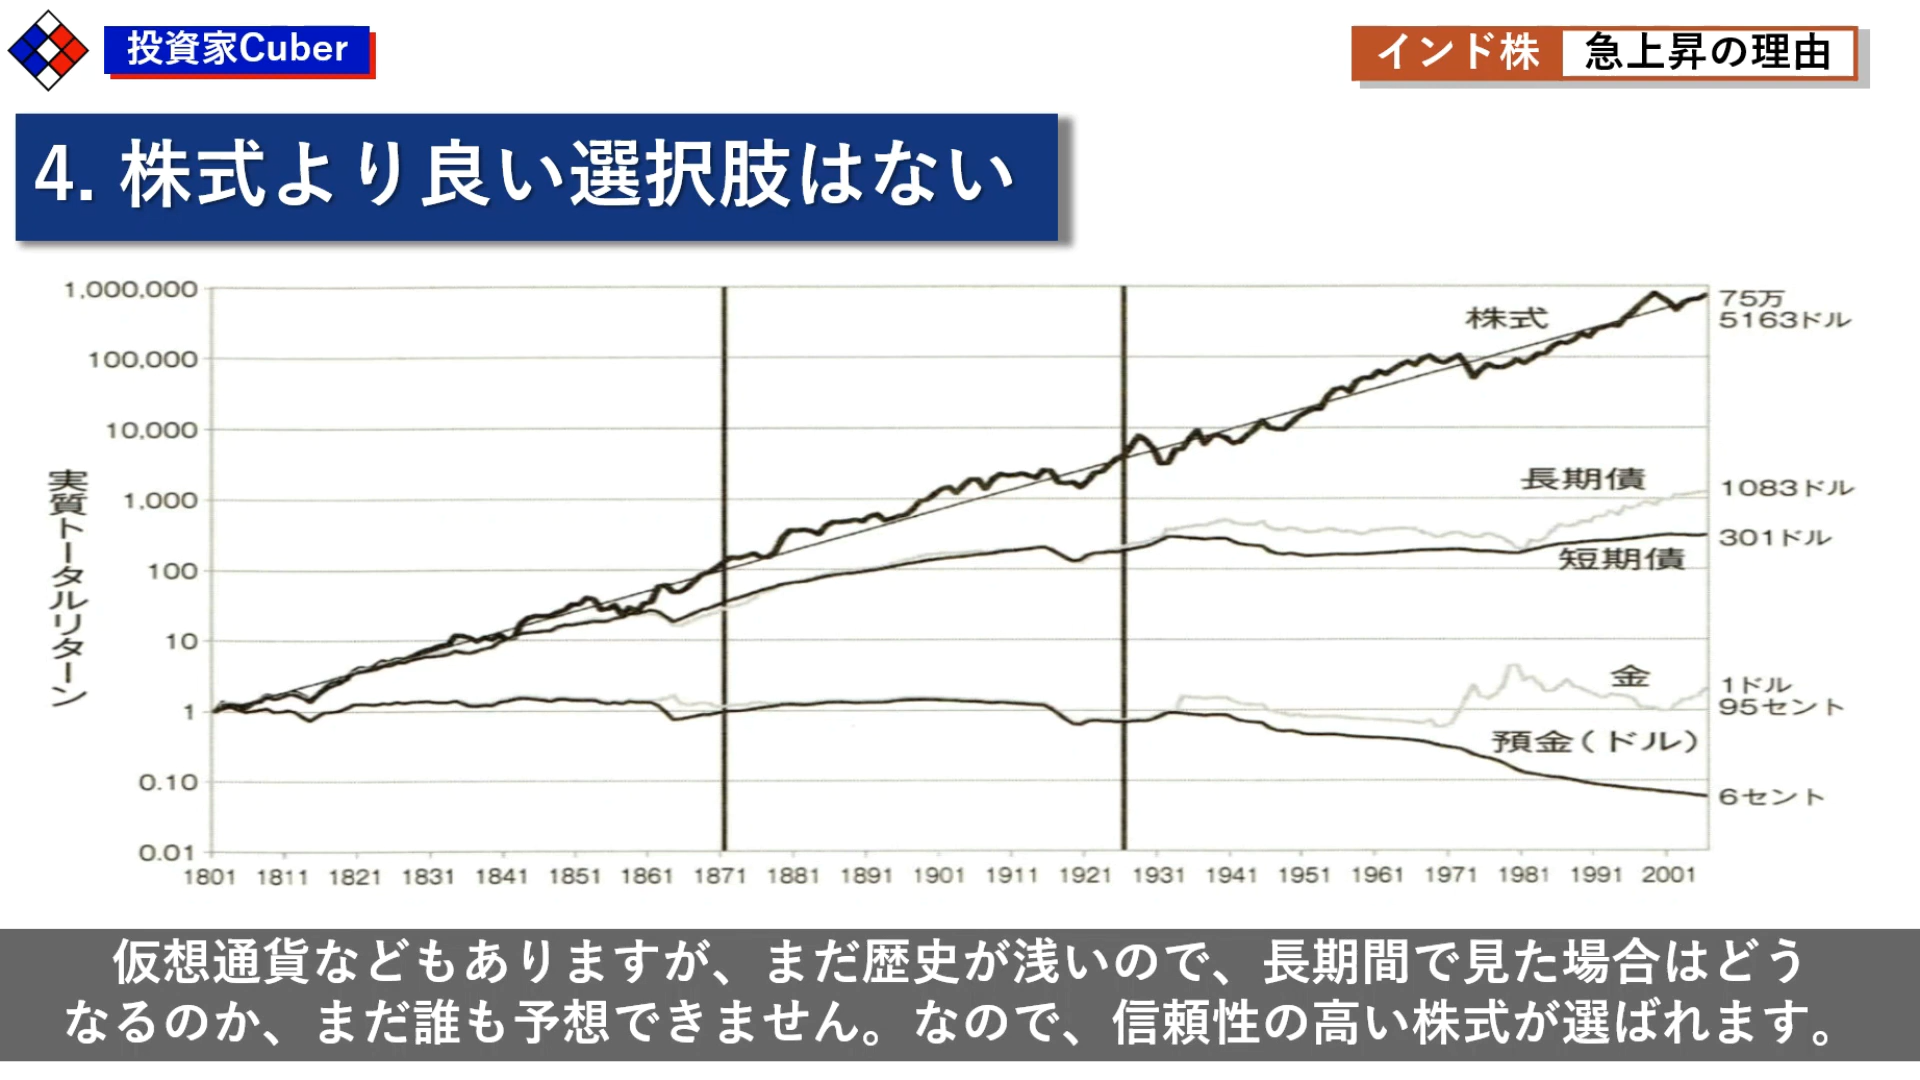 投資家Cuber
インド株 急上昇の理由
4. 株式より良い選択肢はない
実質トータルリターン
1,000,000
100,000
10,000
1,000
100
10
1
0.10
0.01
株式
長期債
短期債
金
預金(ドル)
75万
5163ドル
1083ドル
301ドル
1ドル
95セント
6セント
1801 1811 1821 1831 1841 1851 1861 1871 1881 1891 1901 1911 1921 1931 1941 1951 1961 1971 1981 1991 2001
仮想通貨などもありますが、まだ歴史が浅いので、長期間で見た場合はどう
なるのか、まだ誰も予想できません。なので、信頼性の高い株式が選ばれます。